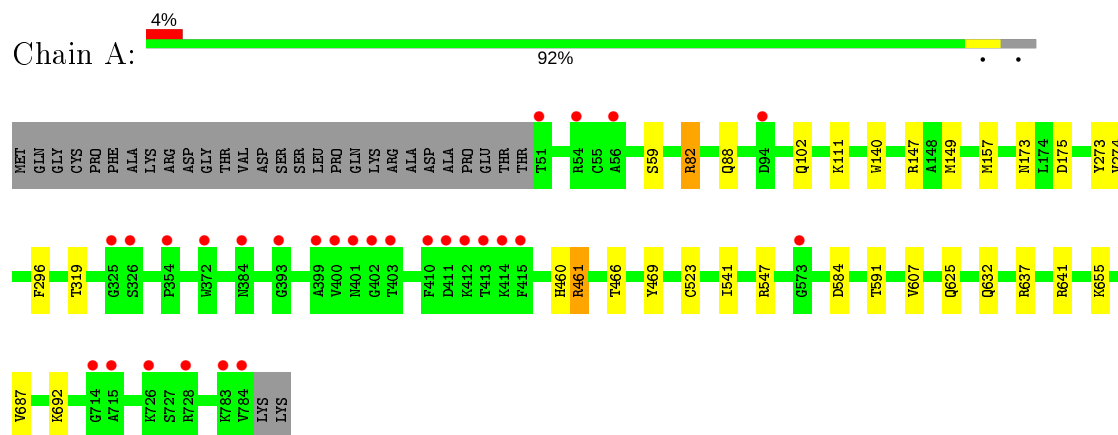 4%
Chain A:
92%
MET GLN GLY CYS PRO PHE ALA LYS ARG ASP GLY THR VAL ASP SER SER LEU PRO GLN LYS ARG ALA ASP ALA PRO GLU THR THR T51 R54 C55 A56 S59 R82 Q88 D94 Q102 K111 W140 R147 A148 M149 M157 N173 L174 D175 Y273 V274
F296 T319 G325 S326 P354 W372 N384 G393 A399 V400 N401 G402 T403 F410 D411 K412 T413 K414 F415 H460 R461 T466 Y469 C523 I541 R547 G573 D584 T591 V607 Q625 Q632 R637 R641 K655
V687 K692 G714 A715 K726 S727 R728 K783 V784 LYS LYS